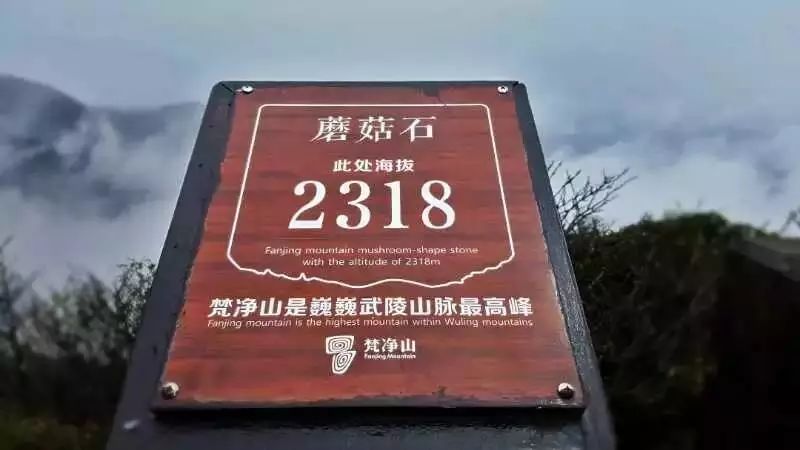 蘑菇石
此处海拔
2318
Fanjing mountain mushroom-shape stone
with the altitude of 2318m
梵净山是巍巍武陵山脉最高峰
Fanjing mountain is the highest mountain within Wuling mountains
梵净山
Fanjing Mountain